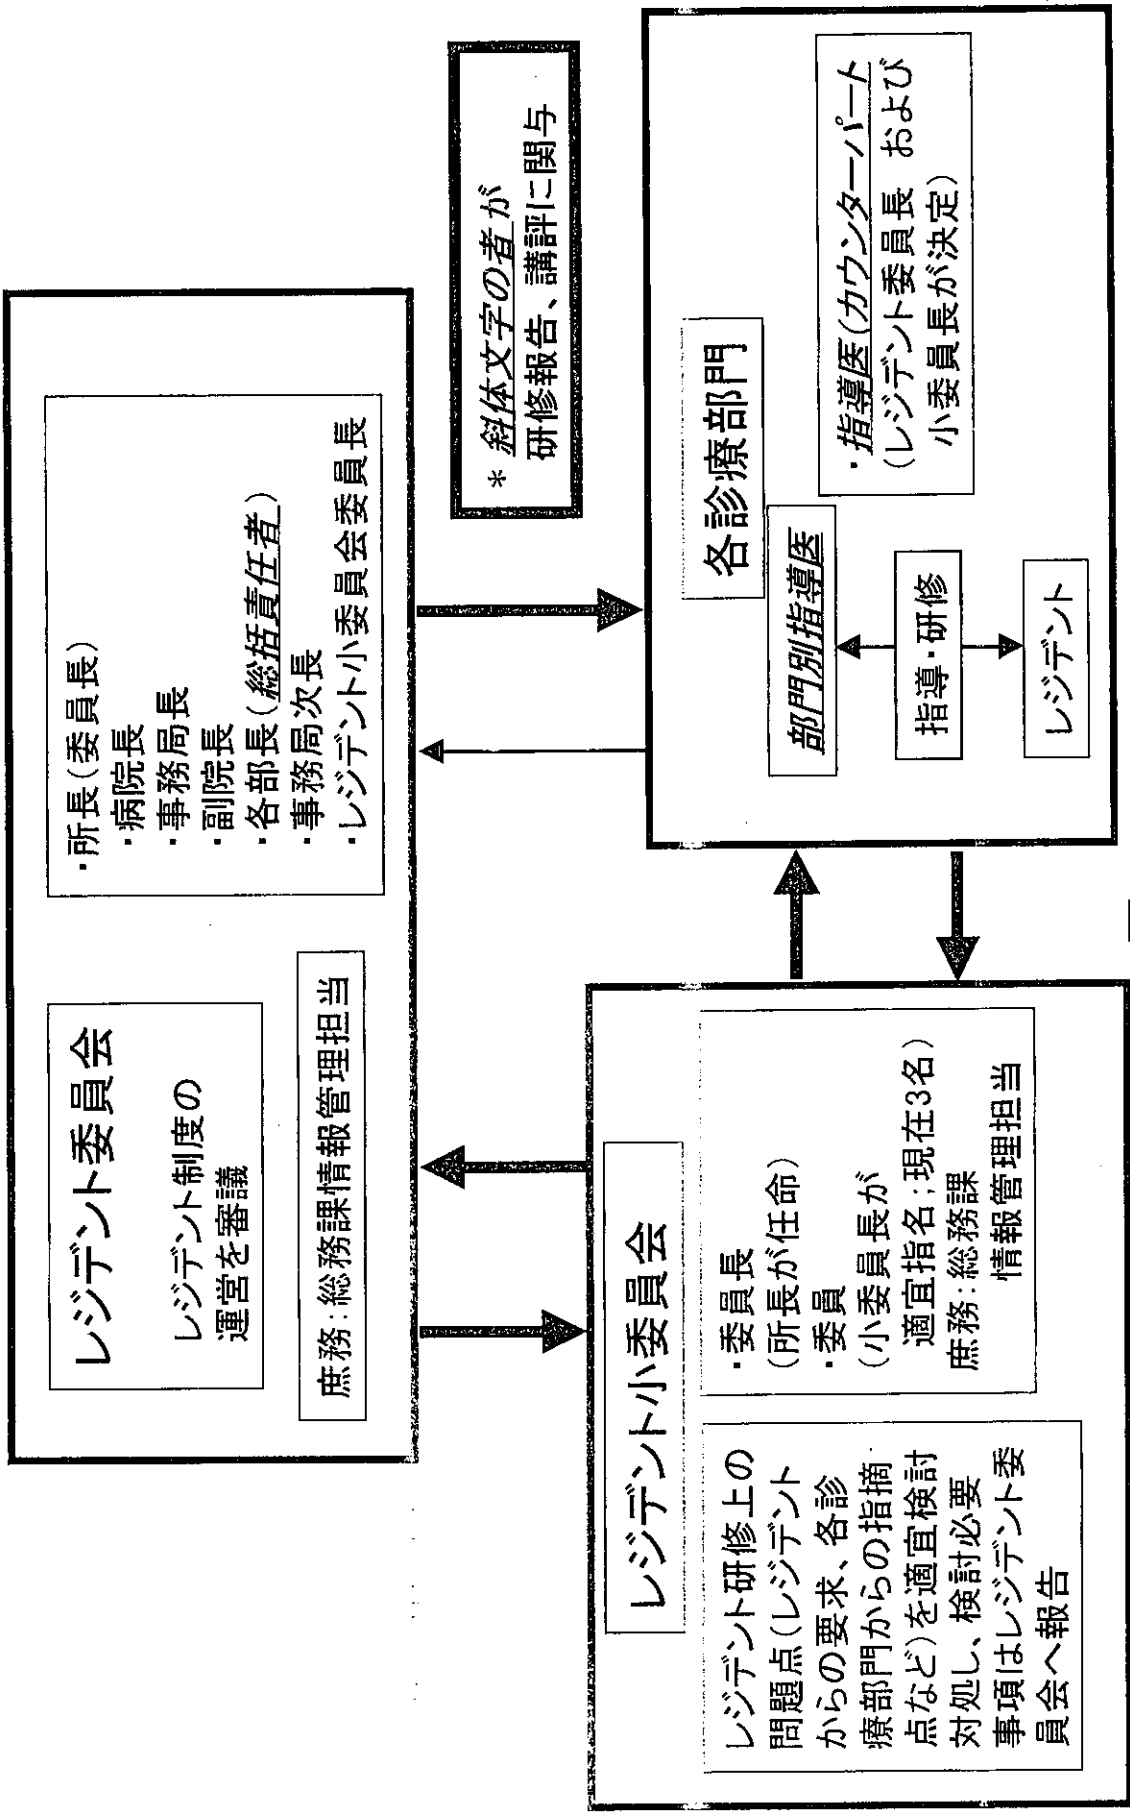 レジデント委員会
レジデント制度の
運営を審議
庶務:総務課情報管理担当
・所長(委員長)
・病院長
・事務局長
・副院長
・各部長(総括責任者)
・事務局次長
・レジデント小委員会委員長
* 斜体文字の者が
研修報告、講評に関与
レジデント小委員会
レジデント研修上の
問題点(レジデント
からの要求、各診
療部門からの指摘
点など)を適宜検討
対処し、検討必要
事項はレジデント委
員会へ報告
・委員長
(所長が任命)
・委員
(小委員長が
適宜指名;現在3名)
庶務:総務課
情報管理担当
各診療部門
部門別指導医
指導・研修
レジデント
・指導医(カウンターパート
(レジデント委員長 および
小委員長が決定)